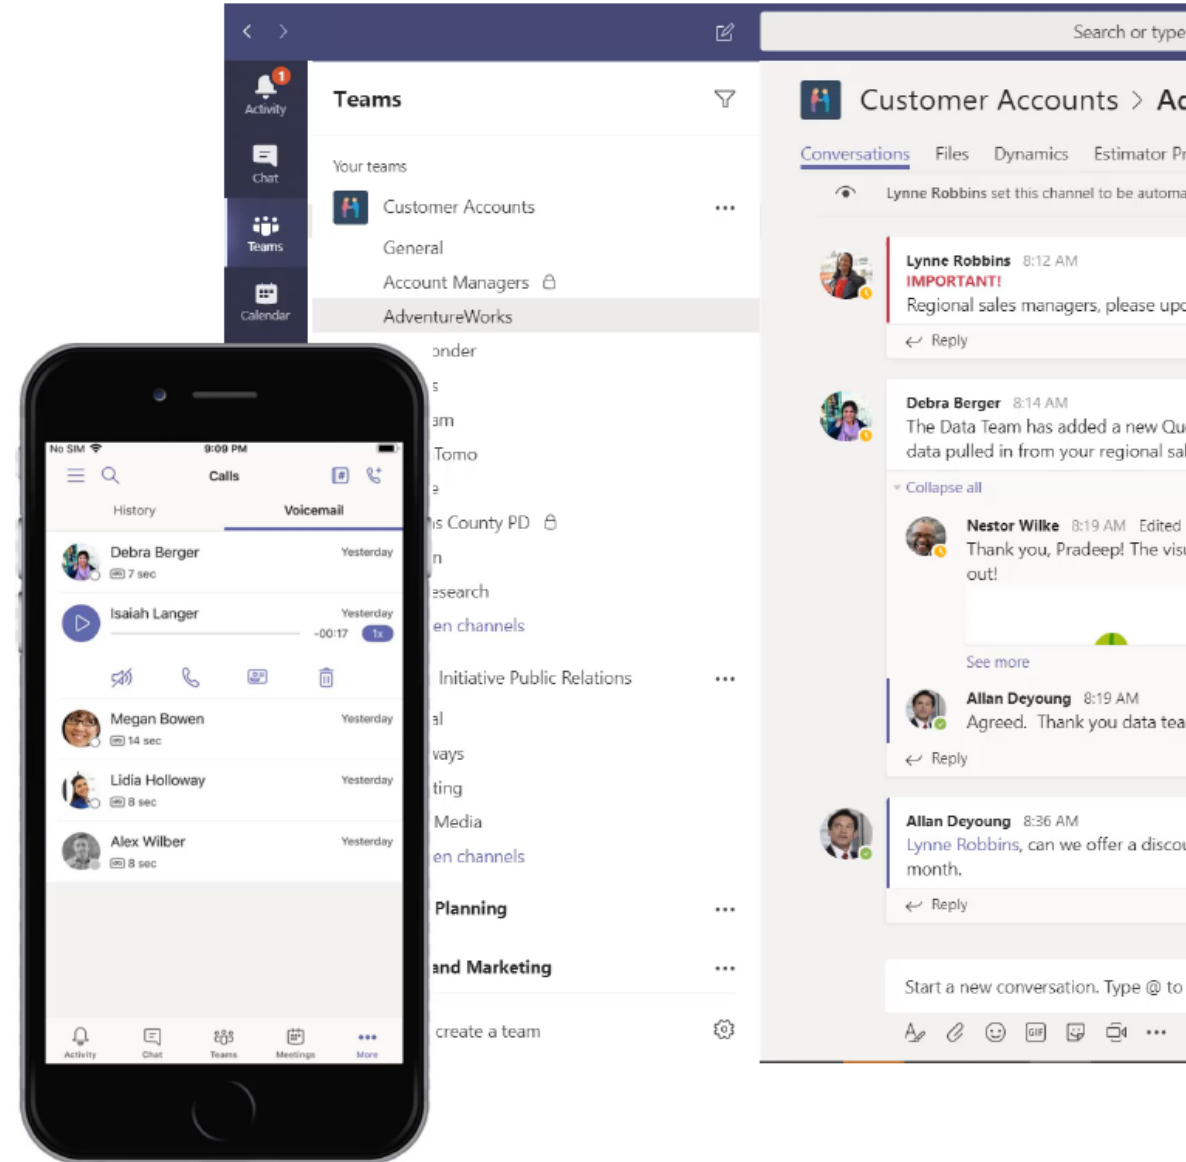 Search or type
1
Activity
Chat
Teams
Calendar
Teams
Your teams
Customer Accounts
General
Account Managers
AdventureWorks
onder
s
am
Tomo
e
s County PD
n
esearch
en channels
Initiative Public Relations
al
ways
ting
Media
en channels
Planning
and Marketing
create a team
Customer Accounts > Ad
Conversations Files Dynamics Estimator Pr
Lynne Robbins set this channel to be automa
Lynne Robbins 8:12 AM
IMPORTANT!
Regional sales managers, please upd
Reply
Debra Berger 8:14 AM
The Data Team has added a new Qu
data pulled in from your regional sal
Collapse all
Nestor Wilke 8:19 AM Edited
Thank you, Pradeep! The visu
out!
See more
Allan Deyoung 8:19 AM
Agreed. Thank you data tea
Reply
Allan Deyoung 8:36 AM
Lynne Robbins, can we offer a discou
month.
Reply
Start a new conversation. Type @ to
GIF
No SIM 9:09 PM
Calls
#
History Voicemail
Debra Berger Yesterday
7 sec
Isaiah Langer Yesterday
-00:17 1x
Megan Bowen Yesterday
14 sec
Lidia Holloway Yesterday
8 sec
Alex Wilber Yesterday
8 sec
Activity Chat Teams Meetings More